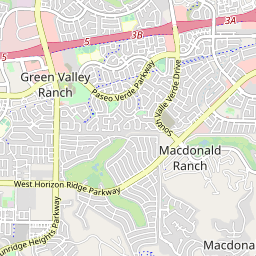 3A
5
3B
5
Green Valley
Ranch
Paseo Verde Parkway
South Valle Verde Drive
Macdonald
Ranch
West Horizon Ridge Parkway
unridge Heights Parkway
Macdona